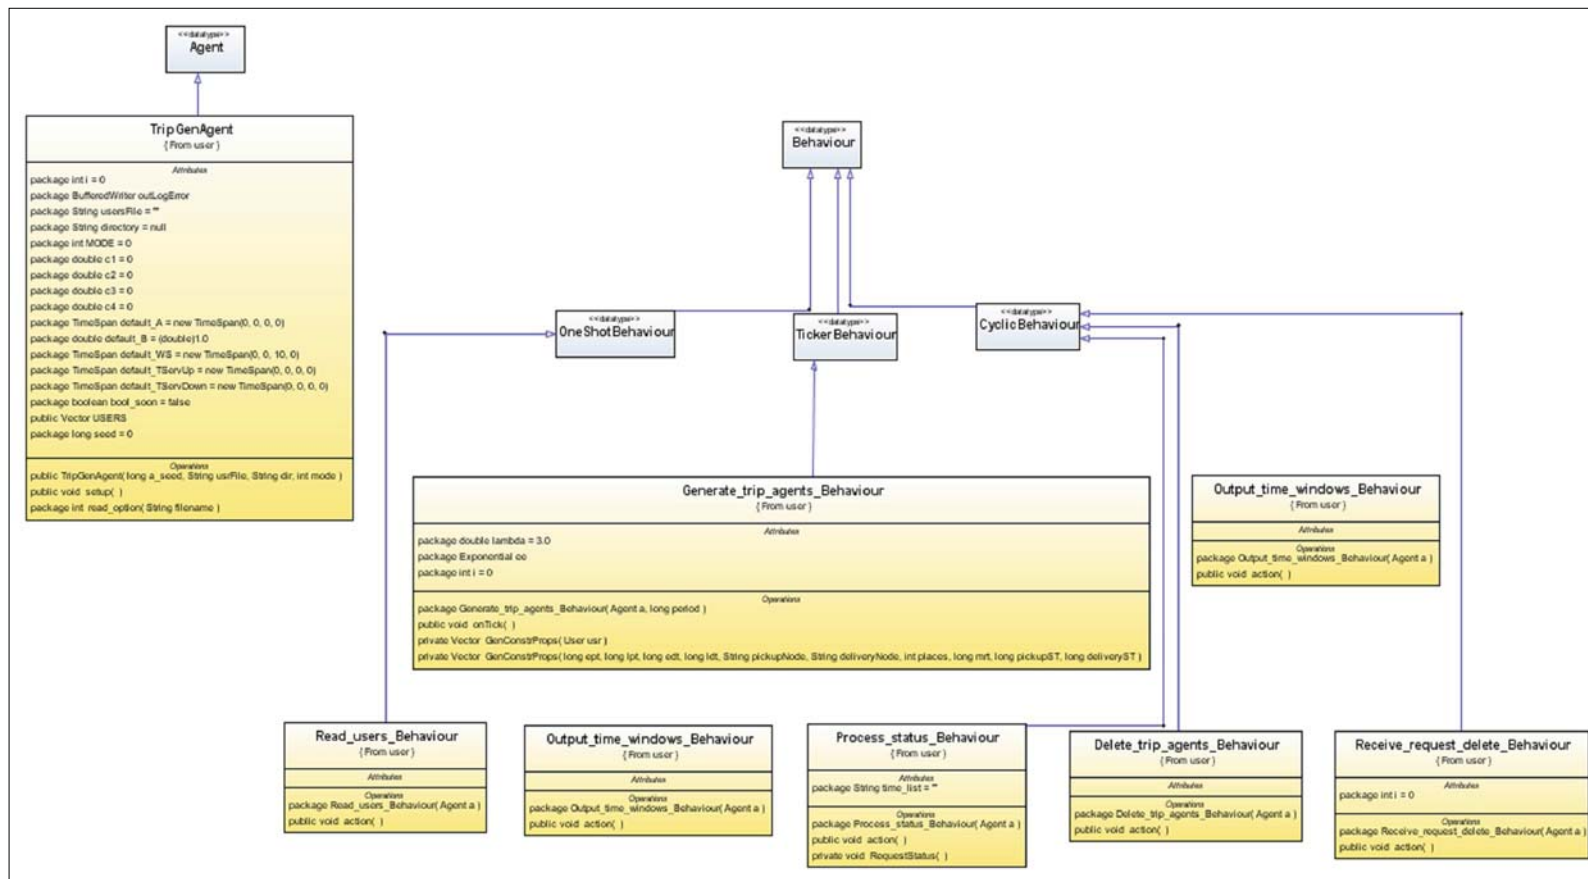 <<datatype>>
Agent
TripGenAgent
{ From user }
Attributes
package int i = 0
package BufferedWriter outLogError
package String usersFile = ""
package String directory = null
package int MODE = 0
package double c1 = 0
package double c2 = 0
package double c3 = 0
package double c4 = 0
package TimeSpan default_A = new TimeSpan(0, 0, 0, 0)
package double default_B = (double)1.0
package TimeSpan default_WS = new TimeSpan(0, 0, 10, 0)
package TimeSpan default_TServUp = new TimeSpan(0, 0, 0, 0)
package TimeSpan default_TServDown = new TimeSpan(0, 0, 0, 0)
package boolean bool_soon = false
public Vector USERS
package long seed = 0
Operations
public TripGenAgent( long a_seed, String usrFile, String dir, int mode )
public void setup( )
package int read_option( String filename )
<<datatype>>
Behaviour
<<datatype>>
OneShotBehaviour
<<datatype>>
TickerBehaviour
<<datatype>>
CyclicBehaviour
Generate_trip_agents_Behaviour
{ From user }
Attributes
package double lambda = 3.0
package Exponential ee
package int i = 0
Operations
package Generate_trip_agents_Behaviour( Agent a, long period )
public void onTick( )
private Vector GenConstrProps( User usr )
private Vector GenConstrProps( long ept, long lpt, long edt, long ldt, String pickupNode, String deliveryNode, int places, long mrt, long pickupST, long deliveryST )
Output_time_windows_Behaviour
{ From user }
Attributes
Operations
package Output_time_windows_Behaviour( Agent a )
public void action( )
Read_users_Behaviour
{ From user }
Attributes
Operations
package Read_users_Behaviour( Agent a )
public void action( )
Output_time_windows_Behaviour
{ From user }
Attributes
Operations
package Output_time_windows_Behaviour( Agent a )
public void action( )
Process_status_Behaviour
{ From user }
Attributes
package String time_list = ""
Operations
package Process_status_Behaviour( Agent a )
public void action( )
private void RequestStatus( )
Delete_trip_agents_Behaviour
{ From user }
Attributes
Operations
package Delete_trip_agents_Behaviour( Agent a )
public void action( )
Receive_request_delete_Behaviour
{ From user }
Attributes
package int i = 0
Operations
package Receive_request_delete_Behaviour( Agent a )
public void action( )